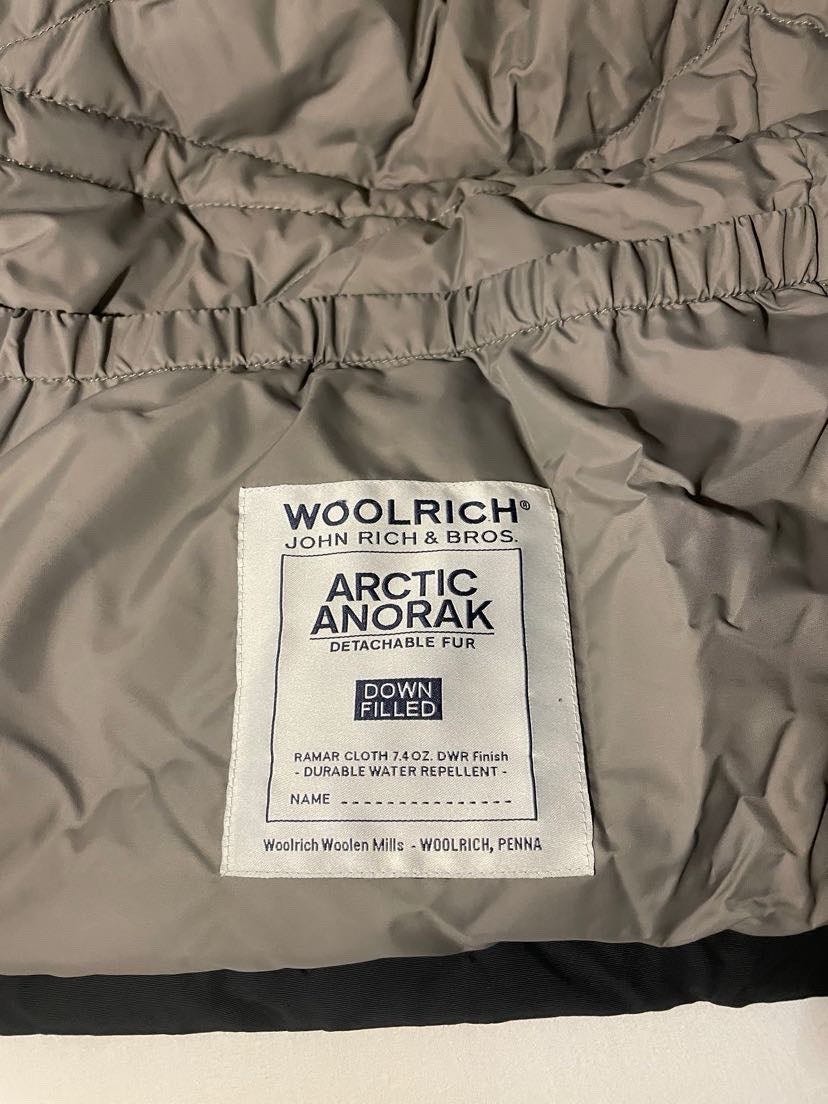 WOOLRICH®
JOHN RICH & BROS.
ARCTIC
ANORAK
DETACHABLE FUR
DOWN
FILLED
RAMAR CLOTH 7.4 OZ. DWR Finish
- DURABLE WATER REPELLENT -
NAME ---------------
Woolrich Woolen Mills - WOOLRICH, PENNA